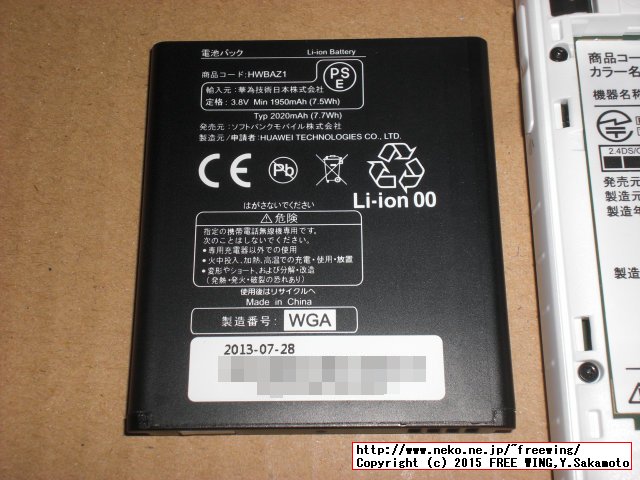 電池パック Li-ion Battery
商品コード：HWBAZ1
PS
E
輸入元：華為技術日本株式会社
定格：3.8V Min 1950mAh (7.5Wh)
Typ 2020mAh (7.7Wh)
発売元：ソフトバンクモバイル株式会社
製造元／申請者：HUAWEI TECHNOLOGIES CO., LTD.
CE Pb
Li-ion 00
はがさないでください
⚠危険
指定の携帯電話無線機専用です。
次のことはしないでください。
●専用充電器以外での使用
●火中投入、加熱、高温での充電・使用・放置
●変形やショート、および分解・改造
（発熱・発火・破裂の恐れあり）
使用後はリサイクルへ
Made in China
製造番号： WGA
2013-07-28
商品コー
カラー名
機器名称
2.4DS/O
発売元
製造元
製造年
http://www.neko.ne.jp/~freewing/
Copyright (c) 2015 FREE WING,Y.Sakamoto